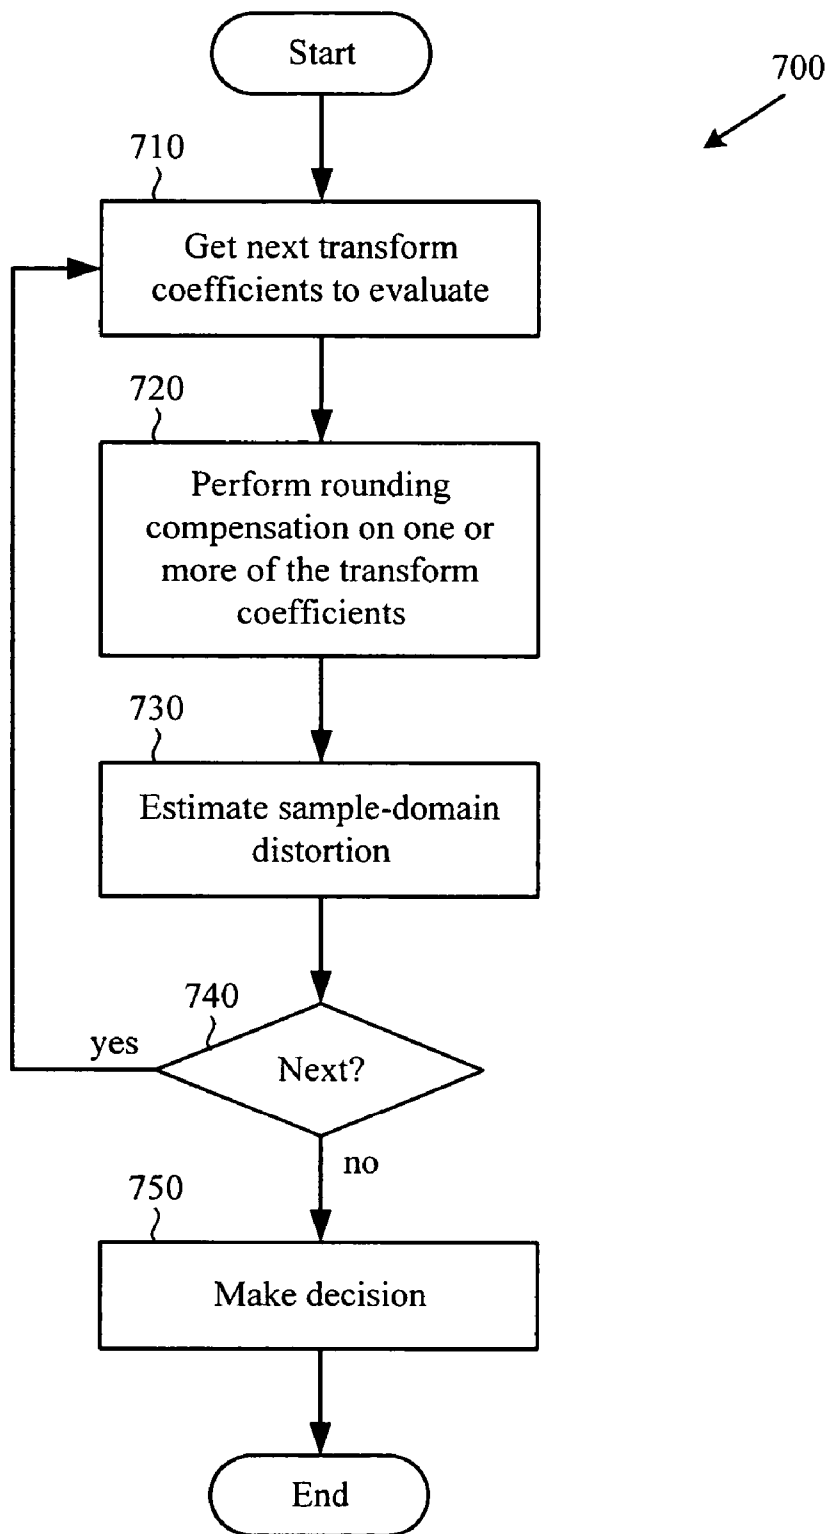 Start
700
710
Get next transform
coefficients to evaluate
720
Perform rounding
compensation on one or
more of the transform
coefficients
730
Estimate sample-domain
distortion
740
yes
Next?
no
750
Make decision
End